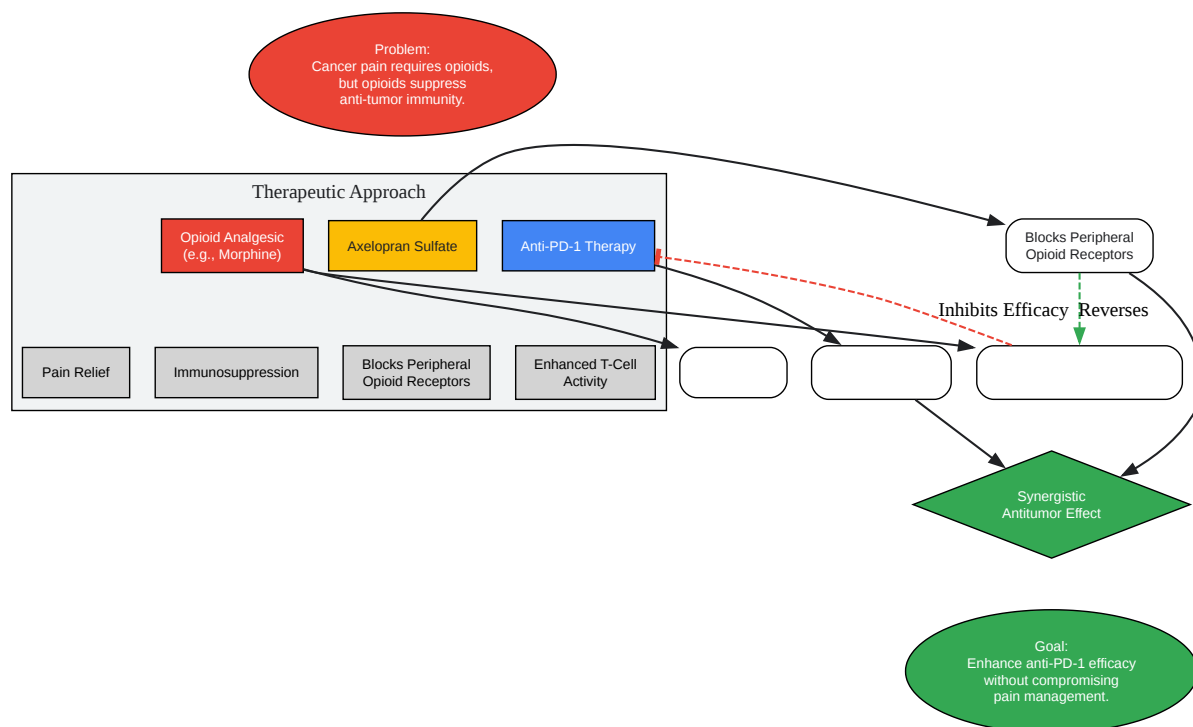 Problem:
Cancer pain requires opioids,
but opioids suppress
anti-tumor immunity.
Therapeutic Approach
Opioid Analgesic
(e.g., Morphine)
Axelopran Sulfate
Anti-PD-1 Therapy
Blocks Peripheral
Opioid Receptors
Inhibits Efficacy
Reverses
Pain Relief
Immunosuppression
Blocks Peripheral
Opioid Receptors
Enhanced T-Cell
Activity
Synergistic
Antitumor Effect
Goal:
Enhance anti-PD-1 efficacy
without compromising
pain management.